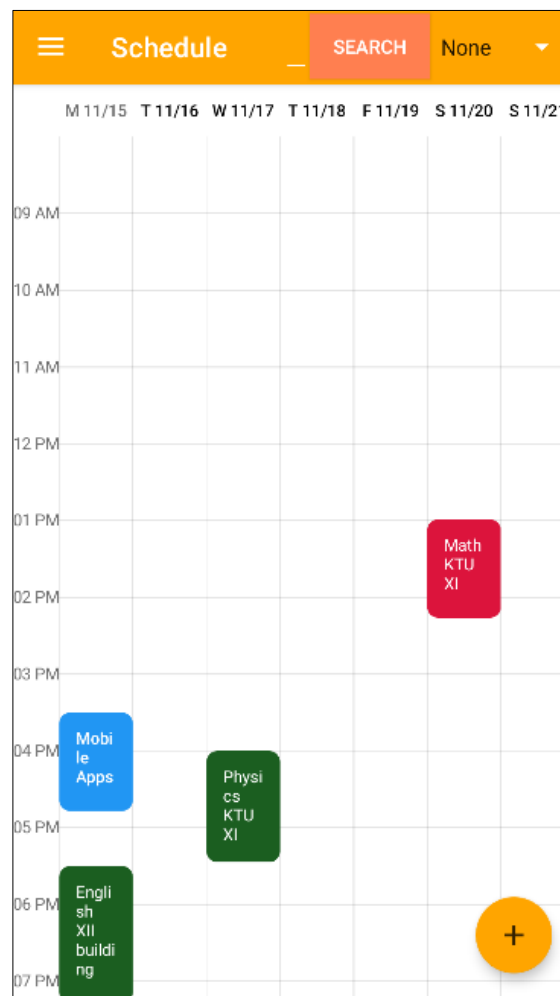 Schedule
SEARCH
None
M 11/15 T 11/16 W 11/17 T 11/18 F 11/19 S 11/20 S 11/21
09 AM
10 AM
11 AM
12 PM
01 PM
Math
KTU
XI
02 PM
03 PM
Mobi
le
Apps
04 PM
Physi
cs
KTU
XI
05 PM
Engli
sh
XII
buildi
ng
06 PM
+
07 PM